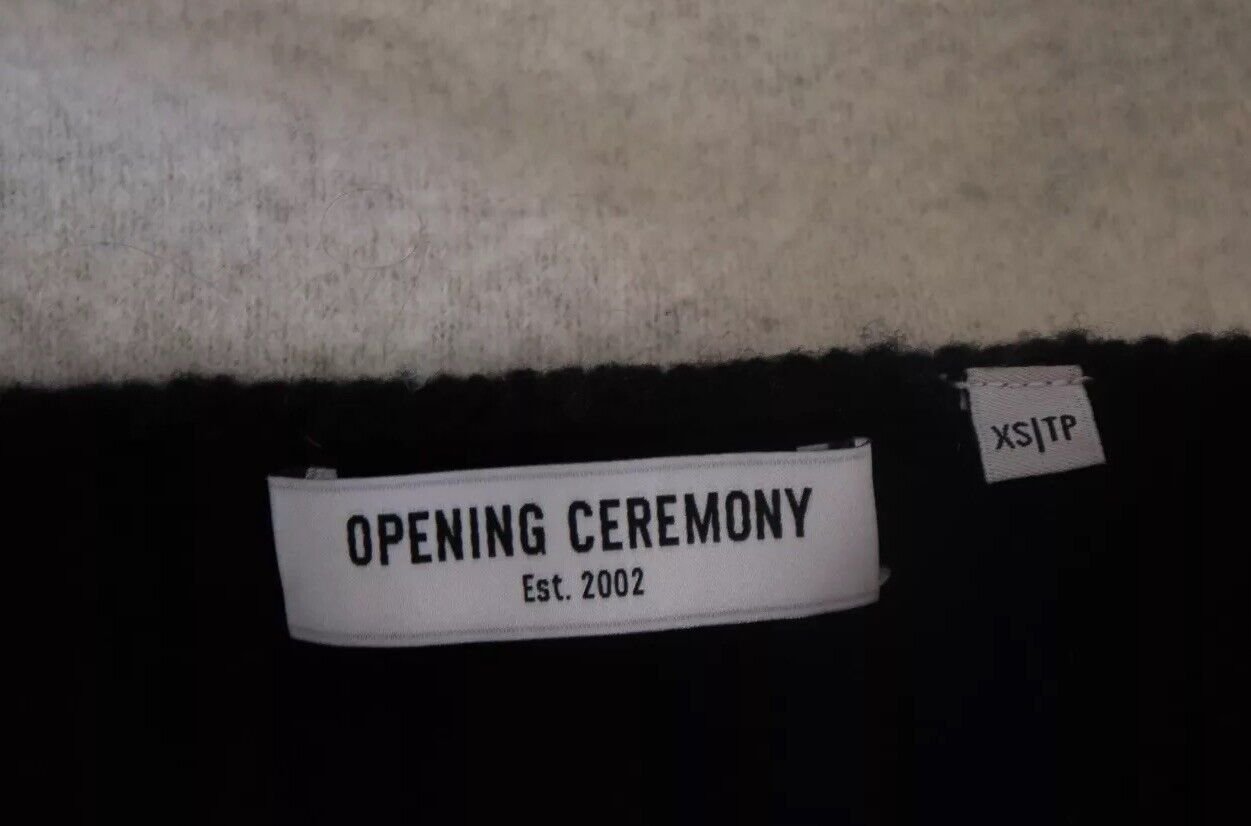 OPENING CEREMONY
Est. 2002
XS|TP